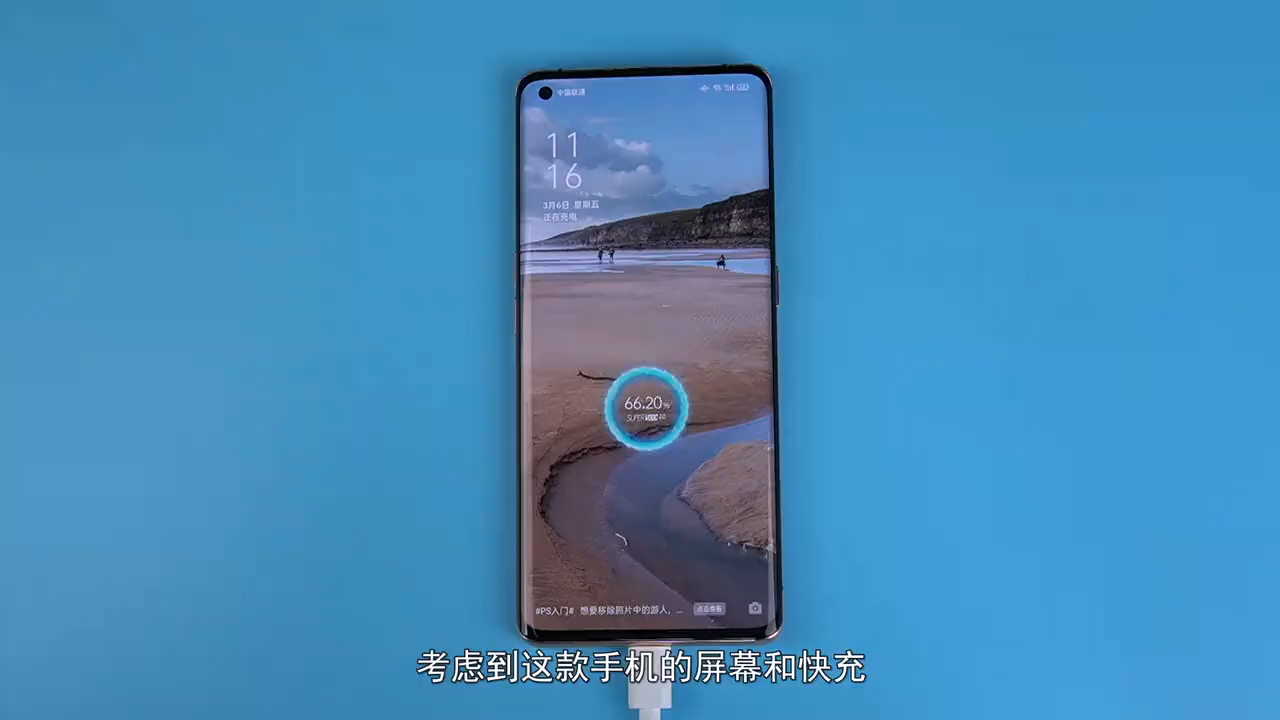 中国联通
11
16
3月6日 星期五
正在充电
66.20%
SUPERVOOC 2.0
#PS入门# 想要移除照片中的游人，... 点击查看
考虑到这款手机的屏幕和快充